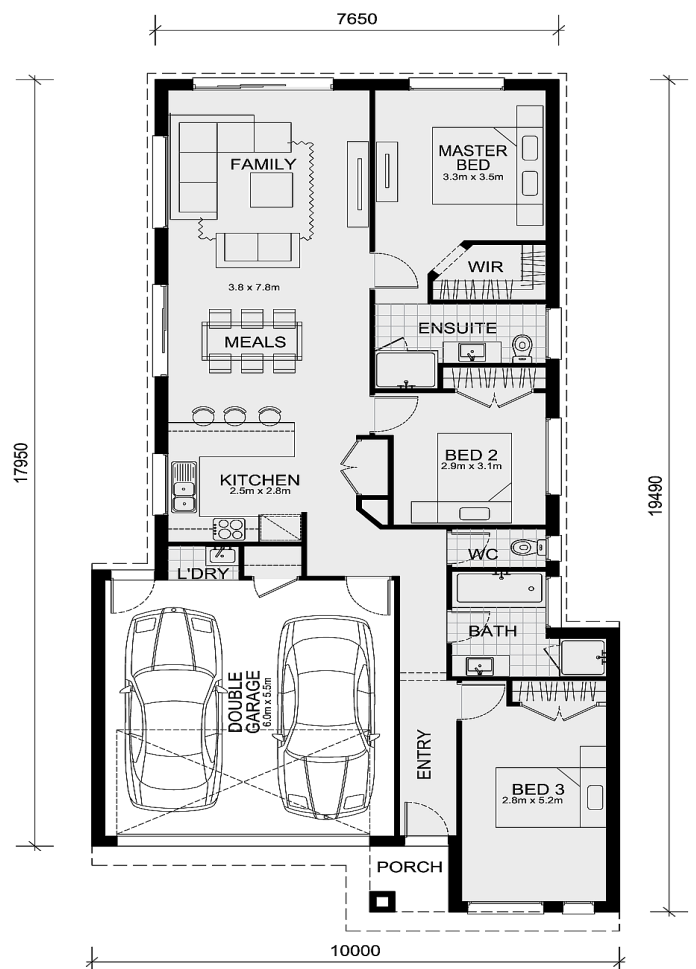 7650
FAMILY
MASTER
BED
3.3m x 3.5m
WIR
3.8 x 7.8m
ENSUITE
MEALS
17950
19490
KITCHEN
2.5m x 2.8m
BED 2
2.9m x 3.1m
WC
L'DRY
BATH
DOUBLE
GARAGE
6.0m x 5.5m
ENTRY
BED 3
2.8m x 5.2m
PORCH
10000